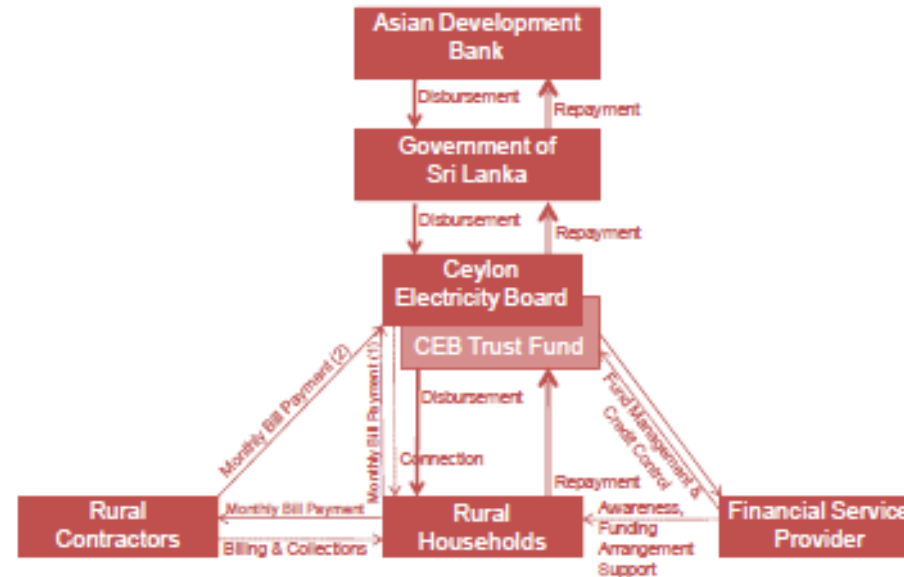 Asian Development
Bank
Disbursement
Repayment
Government of
Sri Lanka
Disbursement
Repayment
Ceylon
Electricity Board
CEB Trust Fund
Monthly Bill Payment (2)
Monthly Bill Payment (1)
Disbursement
Connection
Repayment
Fund Management &
Credit Control
Rural
Contractors
Monthly Bill Payment
Billing & Collections
Rural
Households
Awareness,
Funding
Arrangement
Support
Financial Service
Provider